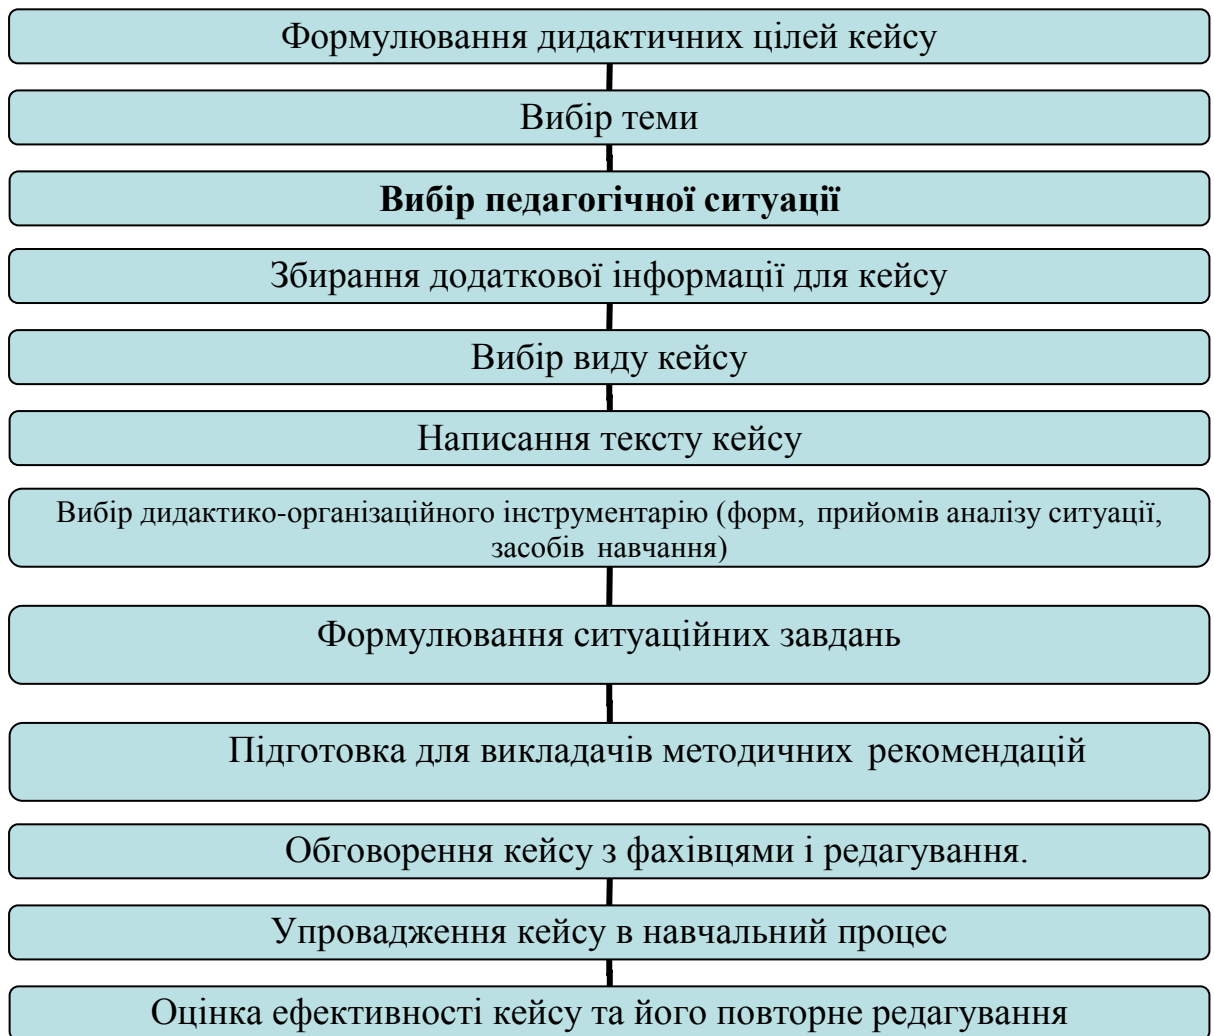 Формулювання дидактичних цілей кейсу
Вибір теми
Вибір педагогічної ситуації
Збирання додаткової інформації для кейсу
Вибір виду кейсу
Написання тексту кейсу
Вибір дидактико-організаційного інструментарію (форм, прийомів аналізу ситуації,
засобів навчання)
Формулювання ситуаційних завдань
Підготовка для викладачів методичних рекомендацій
Обговорення кейсу з фахівцями і редагування.
Упровадження кейсу в навчальний процес
Оцінка ефективності кейсу та його повторне редагування